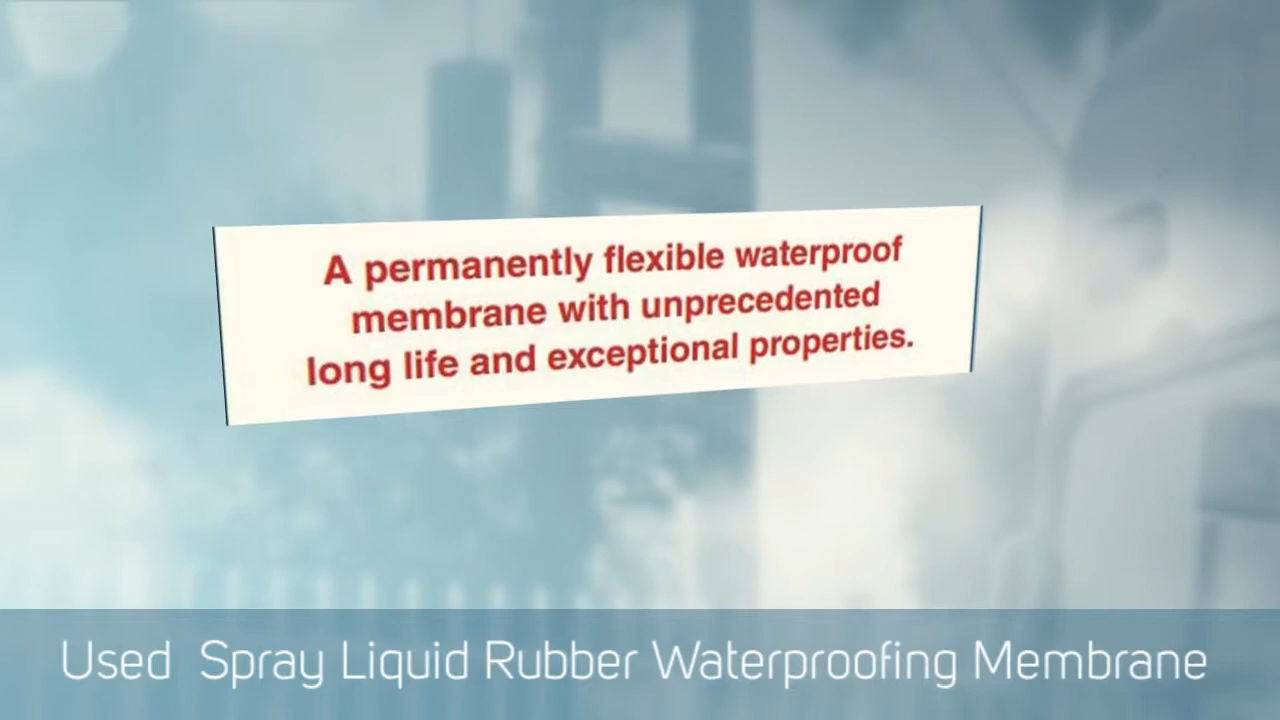 A permanently flexible waterproof
membrane with unprecedented
long life and exceptional properties.
Used Spray Liquid Rubber Waterproofing Membrane